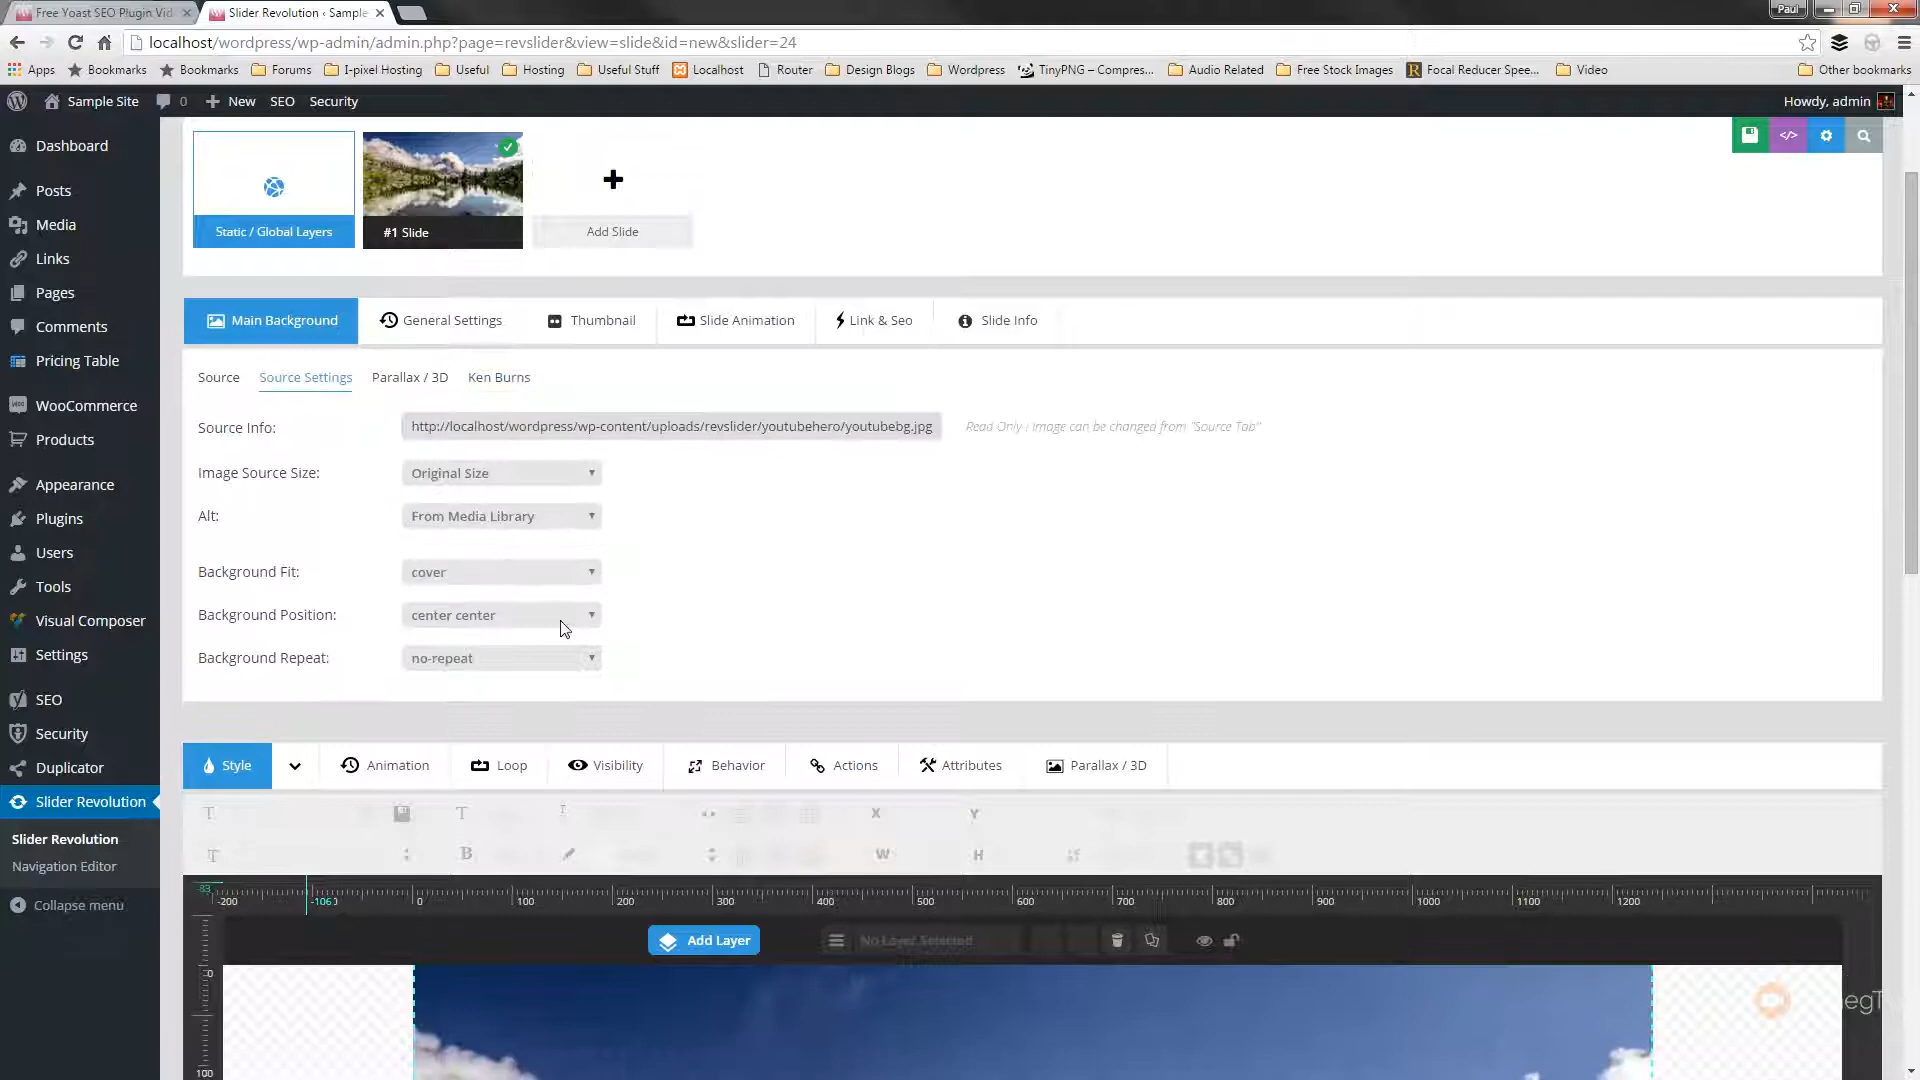 Free Yoast SEO Plugin Vid
Slider Revolution ‹ Sample
Paul
localhost/wordpress/wp-admin/admin.php?page=revslider&view=slide&id=new&slider=24
Apps Bookmarks Bookmarks Forums I-pixel Hosting Useful Hosting Useful Stuff Localhost Router Design Blogs Wordpress TinyPNG – Compres... Audio Related Free Stock Images Focal Reducer Spee... Video Other bookmarks
Sample Site 0 New SEO Security Howdy, admin
Dashboard
Posts
Media
Links
Pages
Comments
Pricing Table
WooCommerce
Products
Appearance
Plugins
Users
Tools
Visual Composer
Settings
SEO
Security
Duplicator
Slider Revolution
Slider Revolution
Navigation Editor
Collapse menu
Static / Global Layers
#1 Slide
Add Slide
Main Background General Settings Thumbnail Slide Animation Link & Seo Slide Info
Source Source Settings Parallax / 3D Ken Burns
Source Info: http://localhost/wordpress/wp-content/uploads/revslider/youtubehero/youtubebg.jpg Read Only ! Image can be changed from "Source Tab"
Image Source Size: Original Size
Alt: From Media Library
Background Fit: cover
Background Position: center center
Background Repeat: no-repeat
Style Animation Loop Visibility Behavior Actions Attributes Parallax / 3D
T T X Y
T B W H
-83
-200 -106 0 100 200 300 400 500 600 700 800 900 1000 1100 1200
Add Layer No Layer Selected
0
100